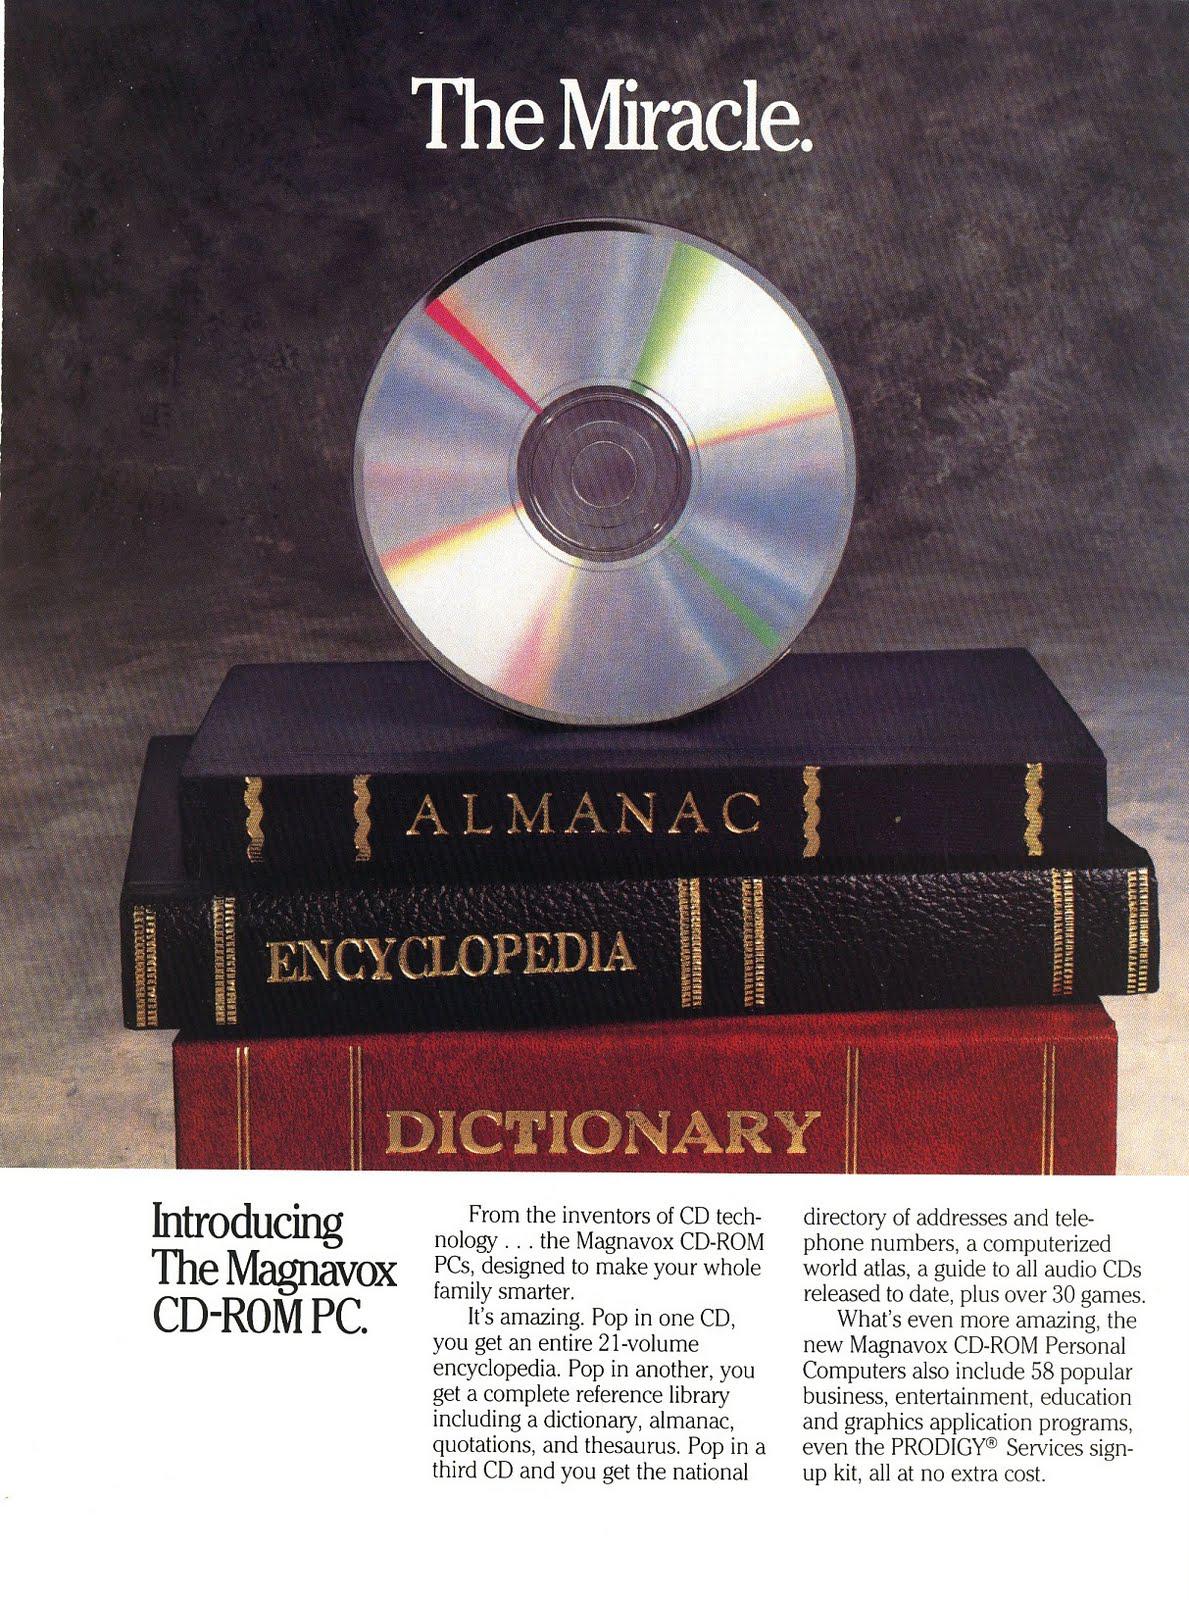 The Miracle.
ALMANAC
ENCYCLOPEDIA
DICTIONARY
Introducing
The Magnavox
CD-ROM PC.
From the inventors of CD tech-
nology . . . the Magnavox CD-ROM
PCs, designed to make your whole
family smarter.
It's amazing. Pop in one CD,
you get an entire 21-volume
encyclopedia. Pop in another, you
get a complete reference library
including a dictionary, almanac,
quotations, and thesaurus. Pop in a
third CD and you get the national
directory of addresses and tele-
phone numbers, a computerized
world atlas, a guide to all audio CDs
released to date, plus over 30 games.
What's even more amazing, the
new Magnavox CD-ROM Personal
Computers also include 58 popular
business, entertainment, education
and graphics application programs,
even the PRODIGY® Services sign-
up kit, all at no extra cost.